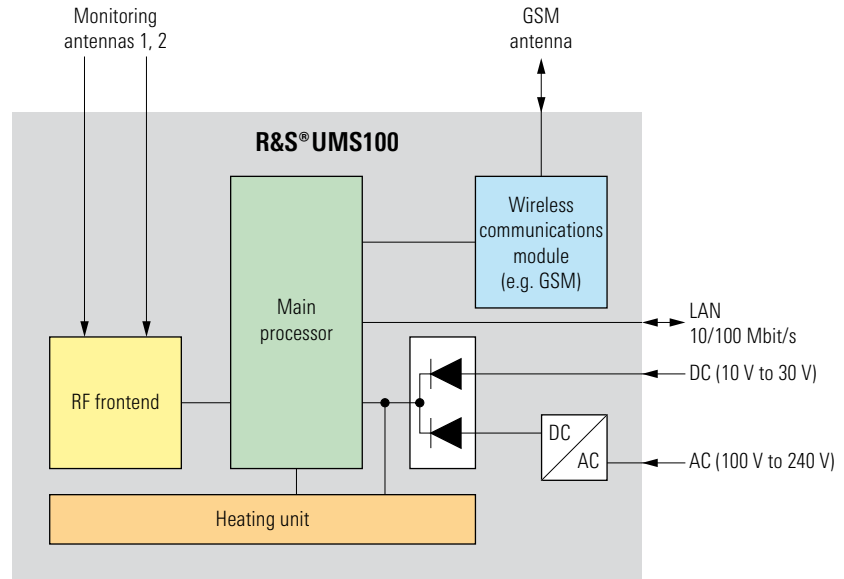 Monitoring
antennas 1, 2
GSM
antenna
R&S® UMS100
Wireless
communications
module
(e.g. GSM)
Main
processor
LAN
10/100 Mbit/s
RF frontend
DC (10 V to 30 V)
DC
AC
AC (100 V to 240 V)
Heating unit